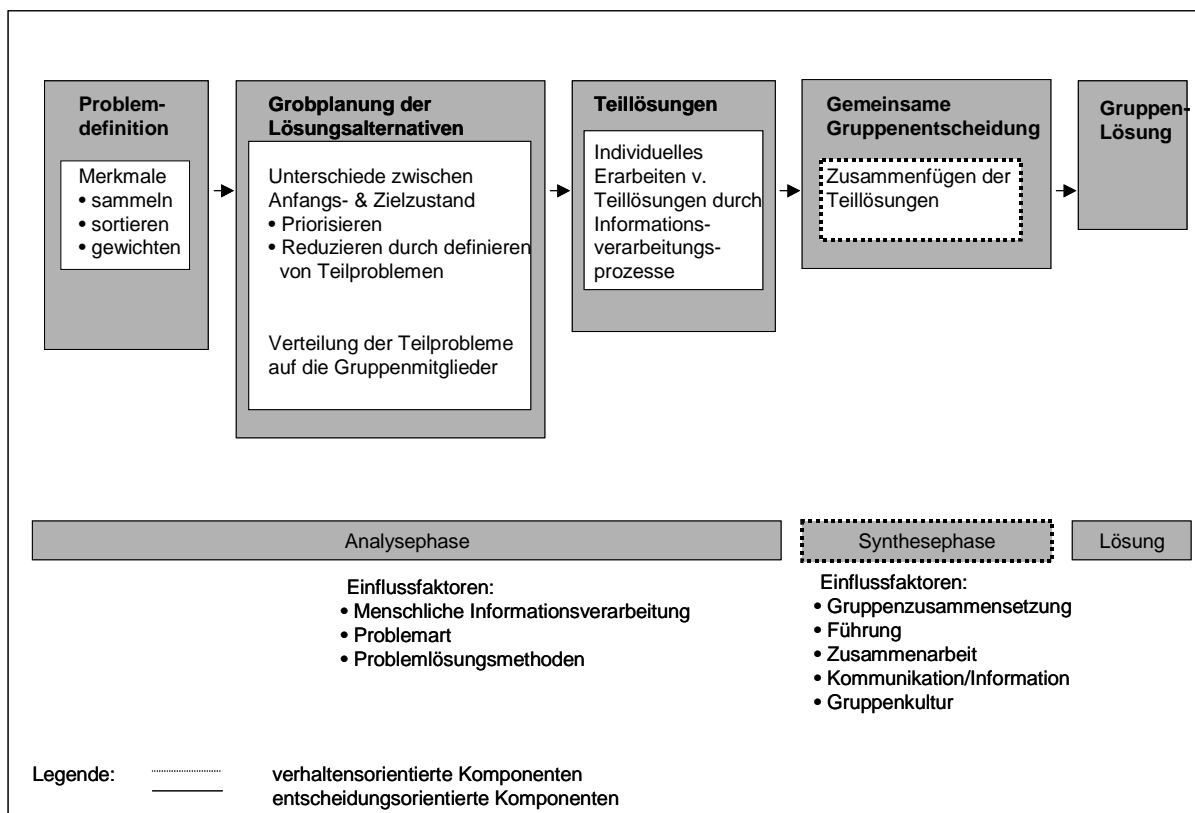 Problem-
definition
Merkmale
• sammeln
• sortieren
• gewichten
Grobplanung der
Lösungsalternativen
Unterschiede zwischen
Anfangs- & Zielzustand
• Priorisieren
• Reduzieren durch definieren
von Teilproblemen
Verteilung der Teilprobleme
auf die Gruppenmitglieder
Teillösungen
Individuelles
Erarbeiten v.
Teillösungen durch
Informations-
verarbeitungs-
prozesse
Gemeinsame
Gruppenentscheidung
Zusammenfügen der
Teillösungen
Gruppen-
Lösung
Analysephase
Synthesephase
Lösung
Einflussfaktoren:
• Menschliche Informationsverarbeitung
• Problemart
• Problemlösungsmethoden
Einflussfaktoren:
• Gruppenzusammensetzung
• Führung
• Zusammenarbeit
• Kommunikation/Information
• Gruppenkultur
Legende:
verhaltensorientierte Komponenten
entscheidungsorientierte Komponenten